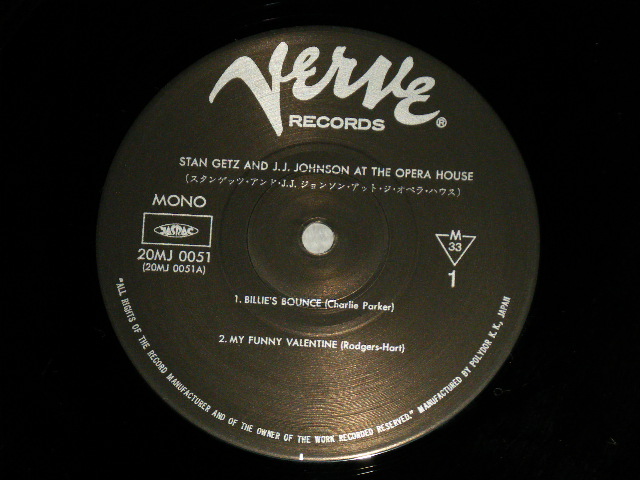 Verve®
RECORDS
STAN GETZ AND J.J. JOHNSON AT THE OPERA HOUSE
(スタンゲッツ・アンド・J.J. ジョンソン・アット・ジ・オペラ・ハウス)
MONO
JASRAC
20MJ 0051
(20MJ 0051A)
M
33
1
1. BILLIE'S BOUNCE (Charlie Parker)
2. MY FUNNY VALENTINE (Rodgers-Hart)
"ALL RIGHTS OF THE RECORD MANUFACTURER AND OF THE OWNER OF THE WORK RECORDED RESERVED." MANUFACTURED BY POLYDOR K. K., JAPAN